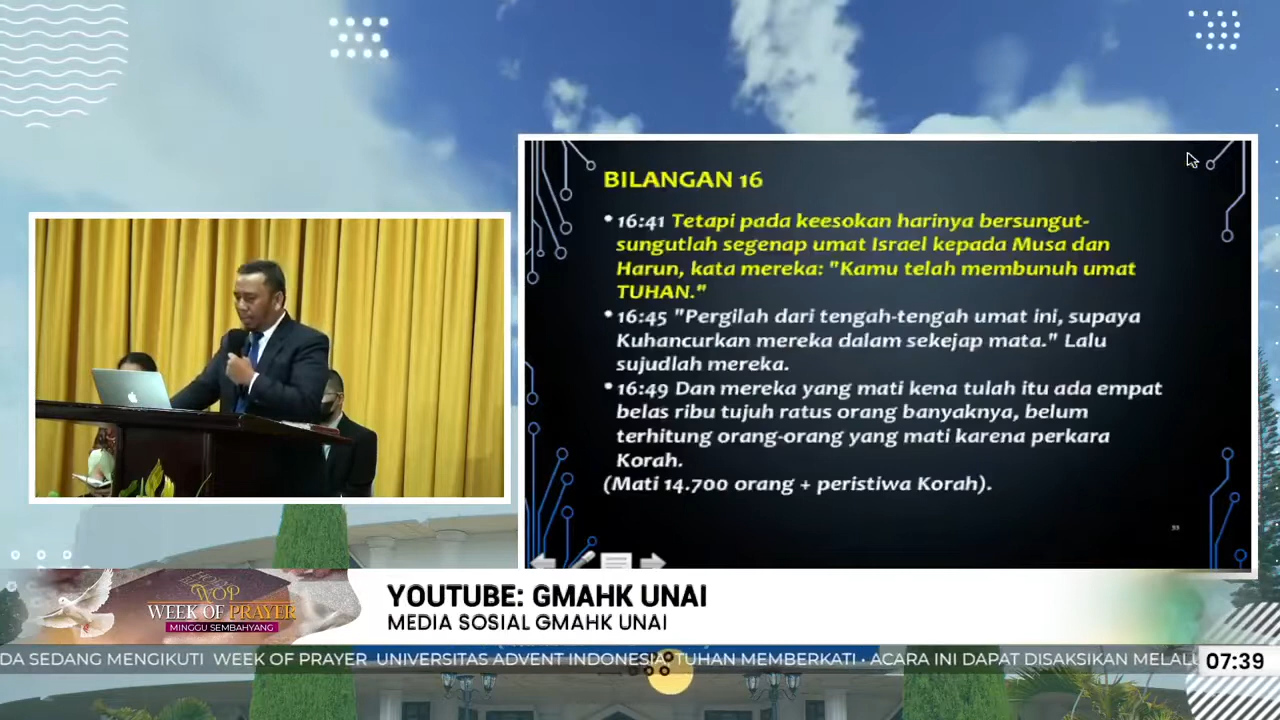 BILANGAN 16
• 16:41 Tetapi pada keesokan harinya bersungut-
sungutlah segenap umat Israel kepada Musa dan
Harun, kata mereka: "Kamu telah membunuh umat
TUHAN."
• 16:45 "Pergilah dari tengah-tengah umat ini, supaya
Kuhancurkan mereka dalam sekejap mata." Lalu
sujudlah mereka.
• 16:49 Dan mereka yang mati kena tulah itu ada empat
belas ribu tujuh ratus orang banyaknya, belum
terhitung orang-orang yang mati karena perkara
Korah.
(Mati 14.700 orang + peristiwa Korah).
WOP
WEEK OF PRAYER
MINGGU SEMBAHYANG
YOUTUBE: GMAHK UNAI
MEDIA SOSIAL GMAHK UNAI
DA SEDANG MENGIKUTI WEEK OF PRAYER UNIVERSITAS ADVENT INDONESIA TUHAN MEMBERKATI • ACARA INI DAPAT DISAKSIKAN MELALU
07:39